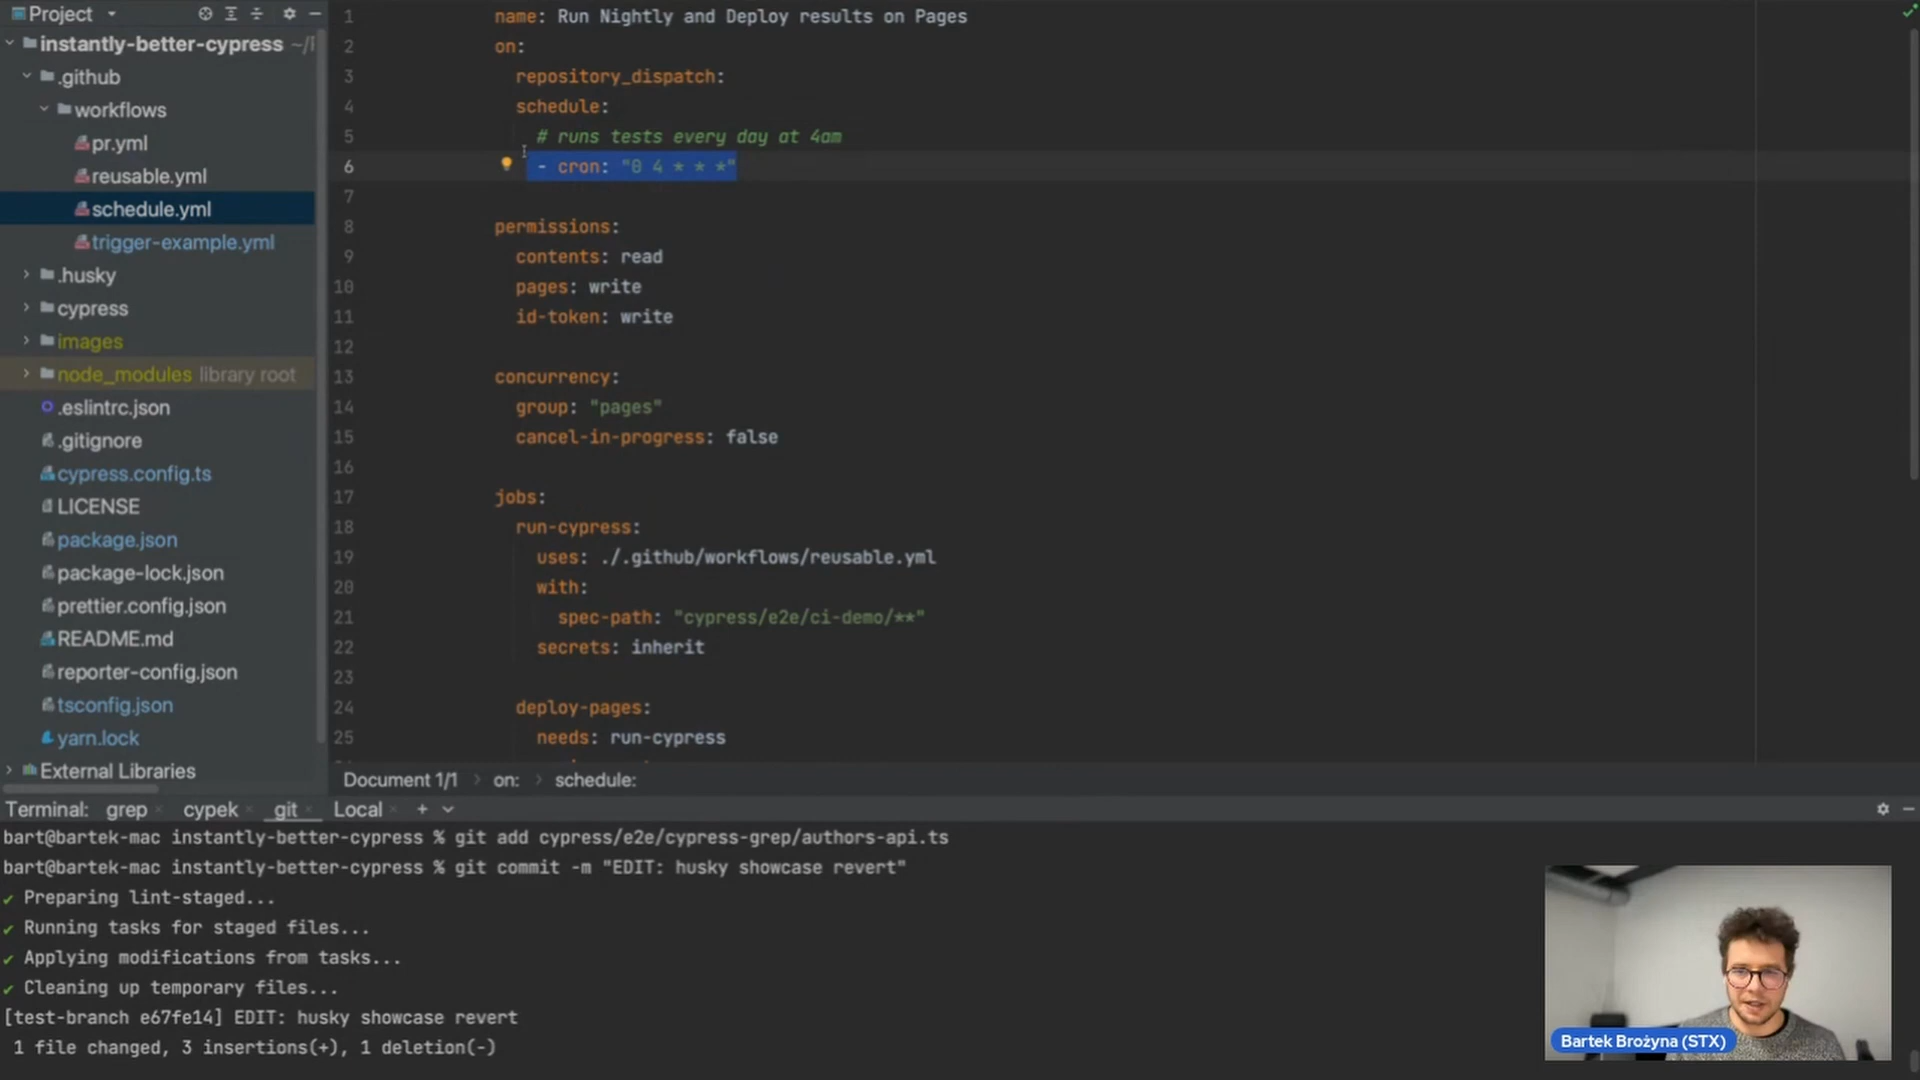 Project
instantly-better-cypress ~/
.github
workflows
pr.yml
reusable.yml
schedule.yml
trigger-example.yml
.husky
cypress
images
node_modules library root
.eslintrc.json
.gitignore
cypress.config.ts
LICENSE
package.json
package-lock.json
prettier.config.json
README.md
reporter-config.json
tsconfig.json
yarn.lock
External Libraries
1 name: Run Nightly and Deploy results on Pages
2 on:
3 repository_dispatch:
4 schedule:
5 # runs tests every day at 4am
6 - cron: "0 4 * * *"
7
8 permissions:
9 contents: read
10 pages: write
11 id-token: write
12
13 concurrency:
14 group: "pages"
15 cancel-in-progress: false
16
17 jobs:
18 run-cypress:
19 uses: ./.github/workflows/reusable.yml
20 with:
21 spec-path: "cypress/e2e/ci-demo/**"
22 secrets: inherit
23
24 deploy-pages:
25 needs: run-cypress
Document 1/1 > on: > schedule:
Terminal: grep × cypek × git × Local × +
bart@bartek-mac instantly-better-cypress % git add cypress/e2e/cypress-grep/authors-api.ts
bart@bartek-mac instantly-better-cypress % git commit -m "EDIT: husky showcase revert"
✔ Preparing lint-staged...
✔ Running tasks for staged files...
✔ Applying modifications from tasks...
✔ Cleaning up temporary files...
[test-branch e67fe14] EDIT: husky showcase revert
1 file changed, 3 insertions(+), 1 deletion(-)
Bartek Brożyna (STX)